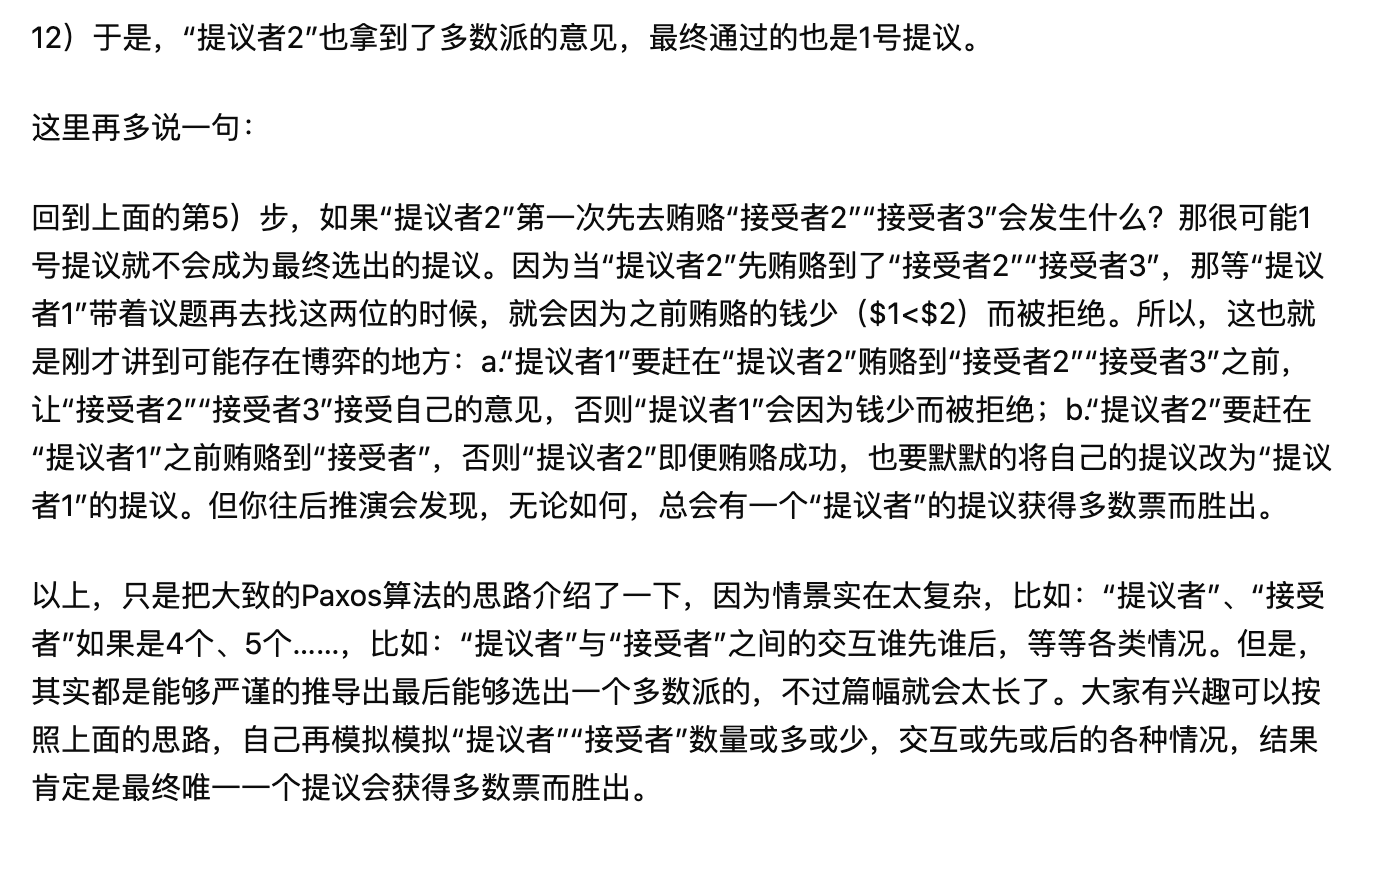 12）于是，“提议者2”也拿到了多数派的意见，最终通过的也是1号提议。
这里再多说一句：
回到上面的第5）步，如果“提议者2”第一次先去贿赂“接受者2”“接受者3”会发生什么？那很可能1
号提议就不会成为最终选出的提议。因为当“提议者2”先贿赂到了“接受者2”“接受者3”，那等“提议
者1”带着议题再去找这两位的时候，就会因为之前贿赂的钱少（$1<$2）而被拒绝。所以，这也就
是刚才讲到可能存在博弈的地方：a.“提议者1”要赶在“提议者2”贿赂到“接受者2”“接受者3”之前，
让“接受者2”“接受者3”接受自己的意见，否则“提议者1”会因为钱少而被拒绝；b.“提议者2”要赶在
“提议者1”之前贿赂到“接受者”，否则“提议者2”即便贿赂成功，也要默默的将自己的提议改为“提议
者1”的提议。但你往后推演会发现，无论如何，总会有一个“提议者”的提议获得多数票而胜出。
以上，只是把大致的Paxos算法的思路介绍了一下，因为情景实在太复杂，比如：“提议者”、“接受
者”如果是4个、5个……，比如：“提议者”与“接受者”之间的交互谁先谁后，等等各类情况。但是，
其实都是能够严谨的推导出最后能够选出一个多数派的，不过篇幅就会太长了。大家有兴趣可以按
照上面的思路，自己再模拟模拟“提议者”“接受者”数量或多或少，交互或先或后的各种情况，结果
肯定是最终唯一一个提议会获得多数票而胜出。